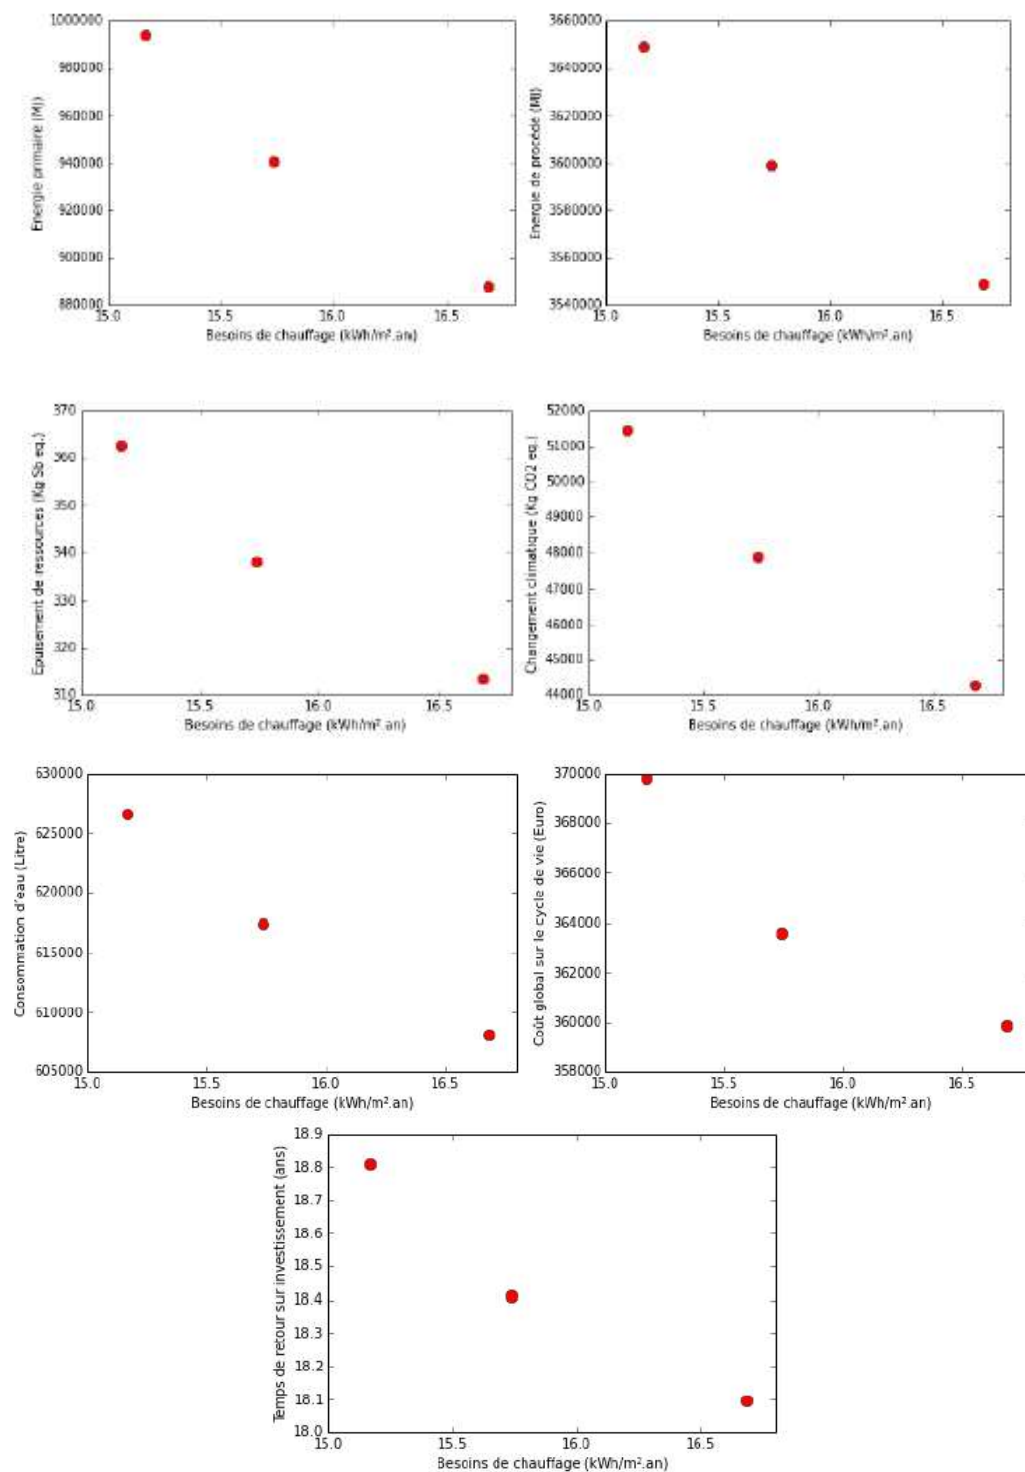 1000000
980000
960000
940000
920000
900000
880000
Energie primaire (MJ)
15.0 15.5 16.0 16.5
Besoins de chauffage (kWh/m².an)
3660000
3640000
3620000
3600000
3580000
3560000
3540000
Energie de procédé (MJ)
15.0 15.5 16.0 16.5
Besoins de chauffage (kWh/m².an)
370
360
350
340
330
320
310
Epuisement de ressources (Kg Sb eq.)
15.0 15.5 16.0 16.5
Besoins de chauffage (kWh/m².an)
52000
51000
50000
49000
48000
47000
46000
45000
44000
Changement climatique (Kg CO2 eq.)
15.0 15.5 16.0 16.5
Besoins de chauffage (kWh/m².an)
630000
625000
620000
615000
610000
605000
Consommation d'eau (Litre)
15.0 15.5 16.0 16.5
Besoins de chauffage (kWh/m².an)
370000
368000
366000
364000
362000
360000
358000
Coût global sur le cycle de vie (Euro)
15.0 15.5 16.0 16.5
Besoins de chauffage (kWh/m².an)
18.9
18.8
18.7
18.6
18.5
18.4
18.3
18.2
18.1
18.0
Temps de retour sur investissement (ans)
15.0 15.5 16.0 16.5
Besoins de chauffage (kWh/m².an)